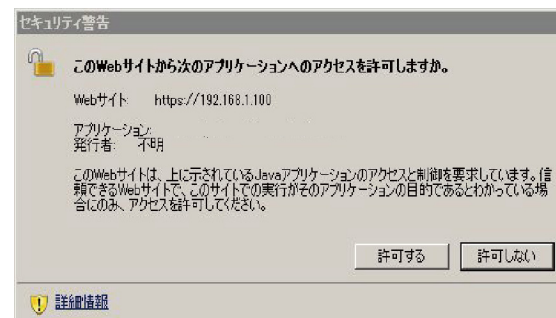 セキュリティ警告
このWebサイトから次のアプリケーションへのアクセスを許可しますか。
Webサイト: https://192.168.1.100
アプリケーション:
発行者: 不明
このWebサイトは、上に示されているJavaアプリケーションのアクセスと制御を要求しています。信
頼できるWebサイトで、このサイトでの実行がそのアプリケーションの目的であるとわかっている場
合にのみ、アクセスを許可してください。
許可する 許可しない
詳細情報